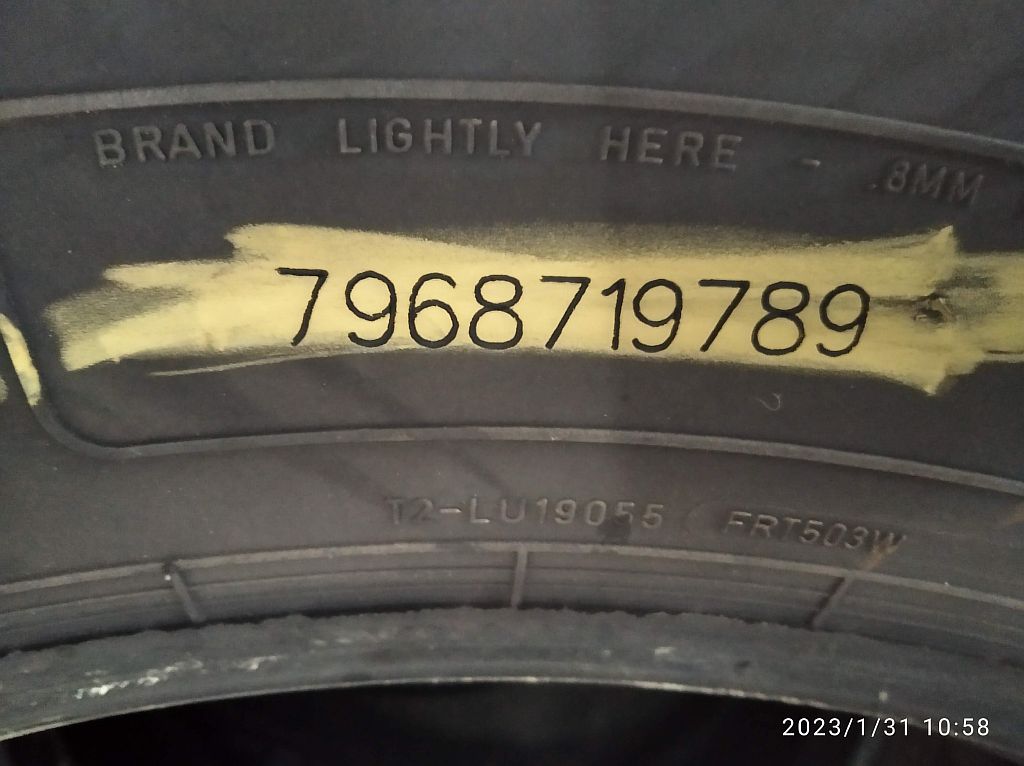 BRAND LIGHTLY HERE - .8MM
7968719789
T2-LU19055 FRT503W
2023/1/31 10:58